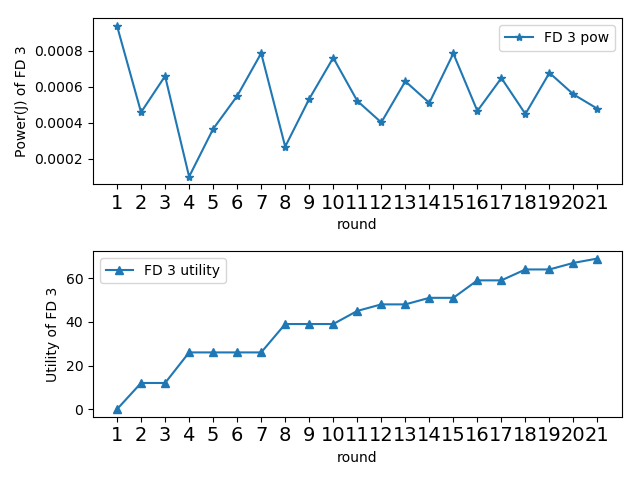 Power(J) of FD 3
0.0008
0.0006
0.0004
0.0002
FD 3 pow
1 2 3 4 5 6 7 8 9 10 11 12 13 14 15 16 17 18 19 20 21
round
Utility of FD 3
60
40
20
0
FD 3 utility
1 2 3 4 5 6 7 8 9 10 11 12 13 14 15 16 17 18 19 20 21
round